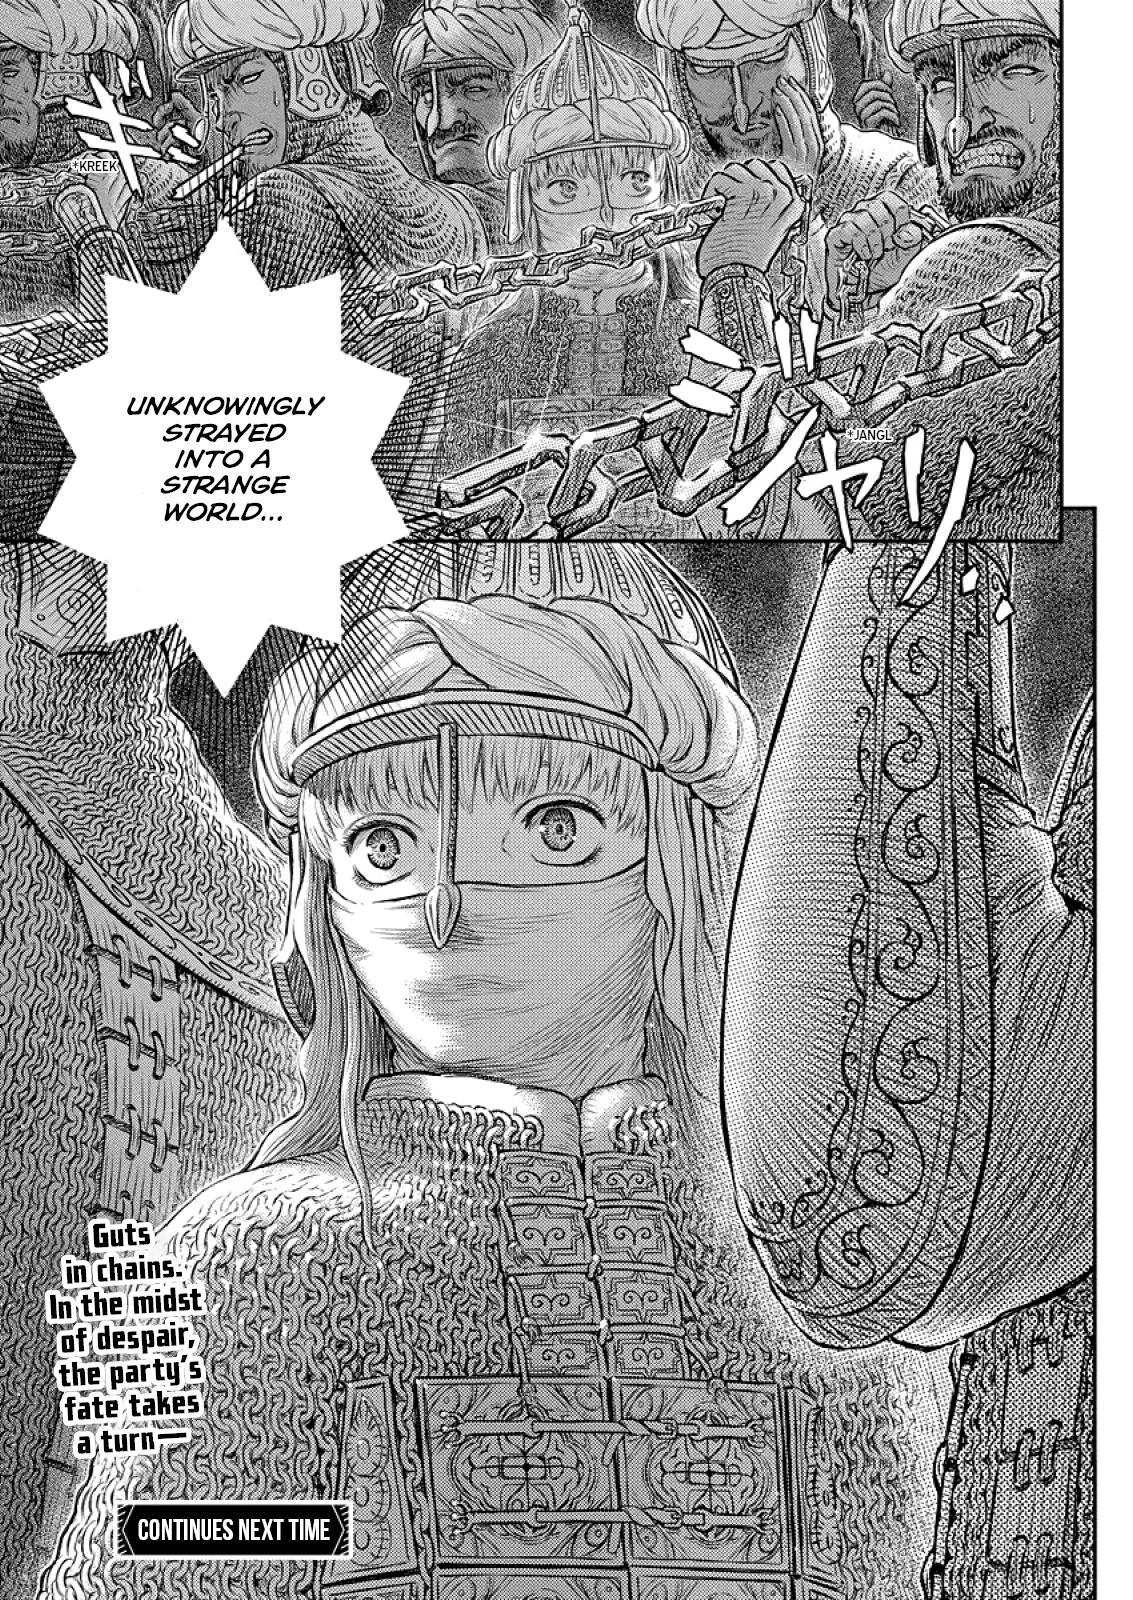 ギギ…
*KREEK
ジャリ…
*JANGL
UNKNOWINGLY
STRAYED
INTO A
STRANGE
WORLD...
Guts
in chains.
In the midst
of despair,
the party's
fate takes
a turn—
CONTINUES NEXT TIME